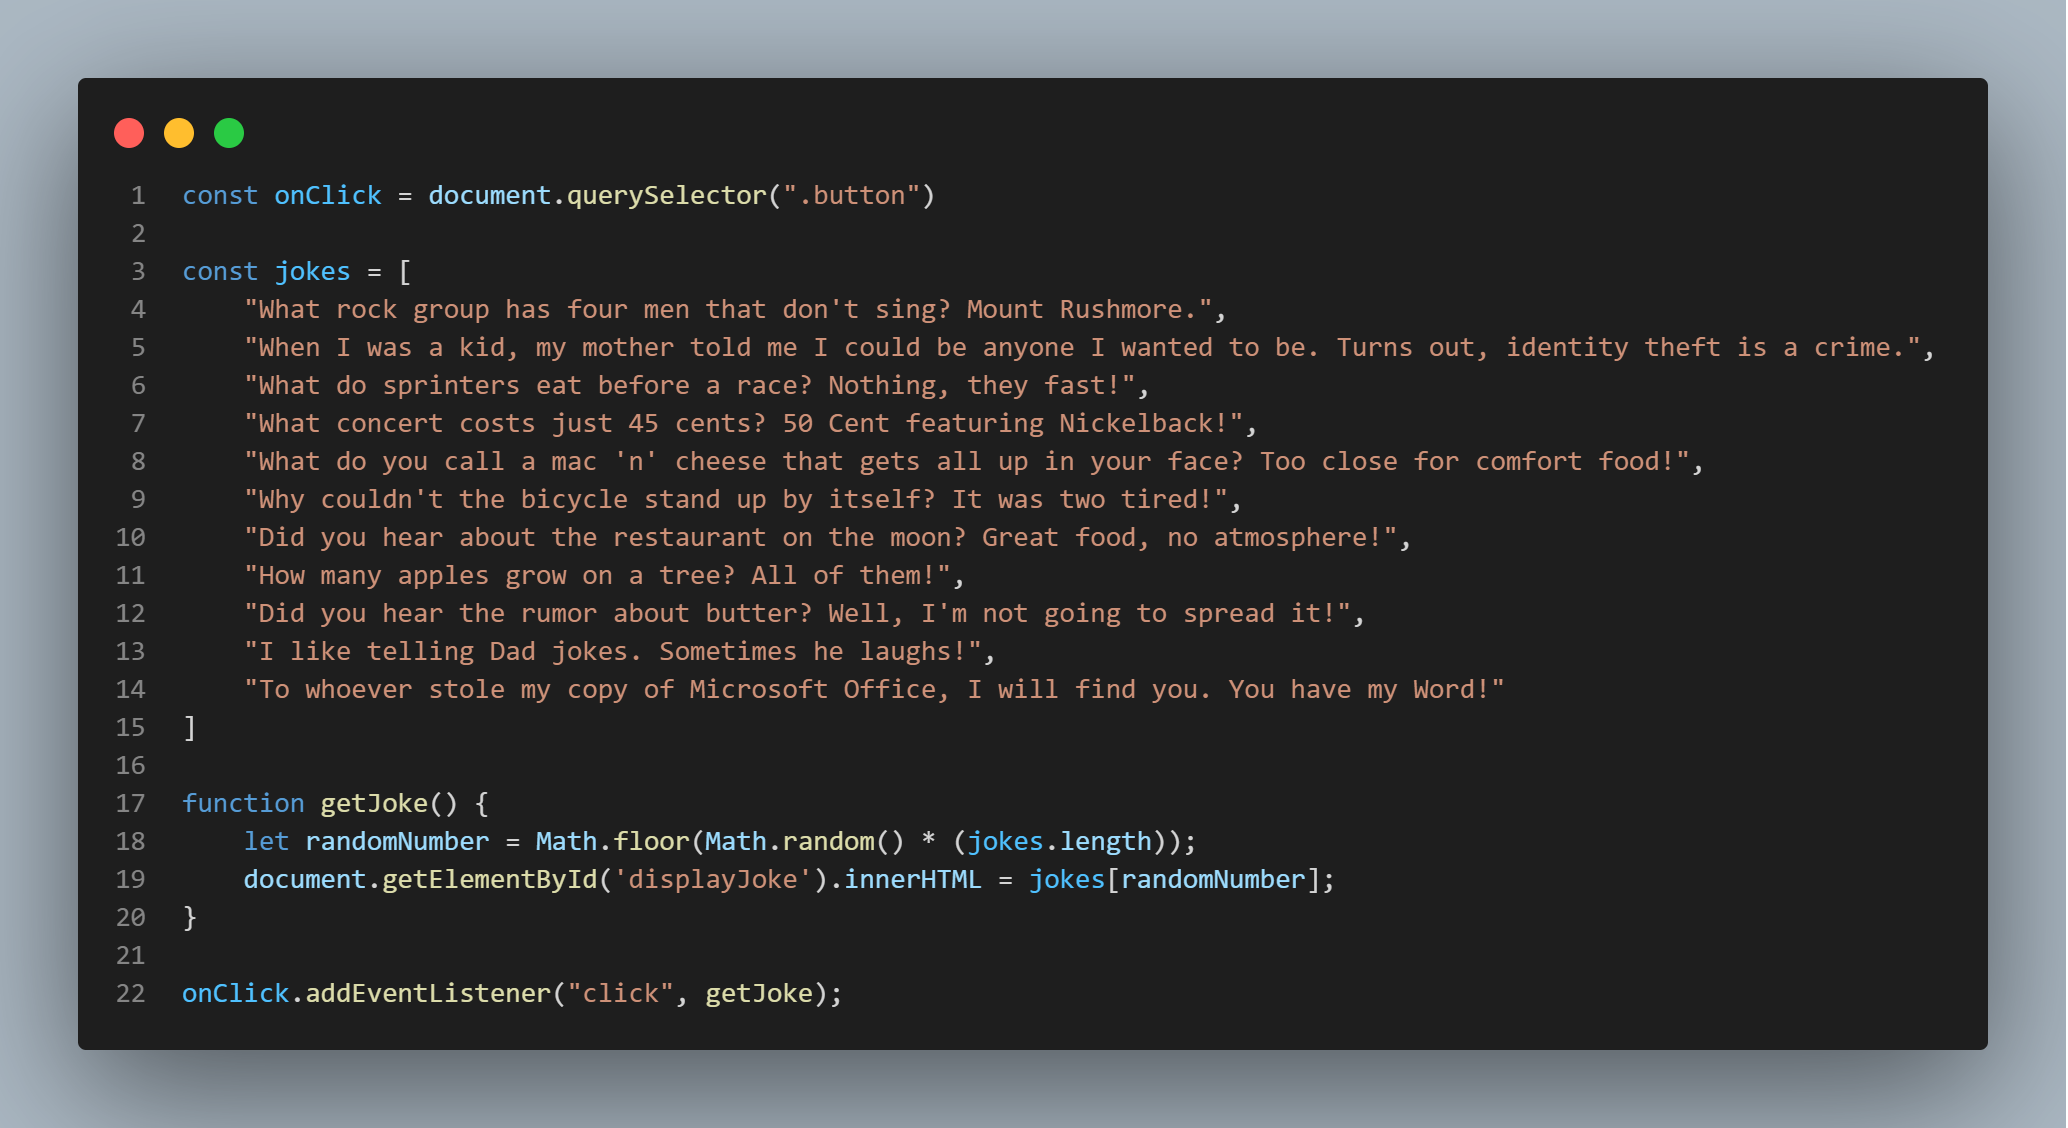 1 const onClick = document.querySelector(".button")
2
3 const jokes = [
4     "What rock group has four men that don't sing? Mount Rushmore.",
5     "When I was a kid, my mother told me I could be anyone I wanted to be. Turns out, identity theft is a crime.",
6     "What do sprinters eat before a race? Nothing, they fast!",
7     "What concert costs just 45 cents? 50 Cent featuring Nickelback!",
8     "What do you call a mac 'n' cheese that gets all up in your face? Too close for comfort food!",
9     "Why couldn't the bicycle stand up by itself? It was two tired!",
10     "Did you hear about the restaurant on the moon? Great food, no atmosphere!",
11     "How many apples grow on a tree? All of them!",
12     "Did you hear the rumor about butter? Well, I'm not going to spread it!",
13     "I like telling Dad jokes. Sometimes he laughs!",
14     "To whoever stole my copy of Microsoft Office, I will find you. You have my Word!"
15 ]
16
17 function getJoke() {
18     let randomNumber = Math.floor(Math.random() * (jokes.length));
19     document.getElementById('displayJoke').innerHTML = jokes[randomNumber];
20 }
21
22 onClick.addEventListener("click", getJoke);